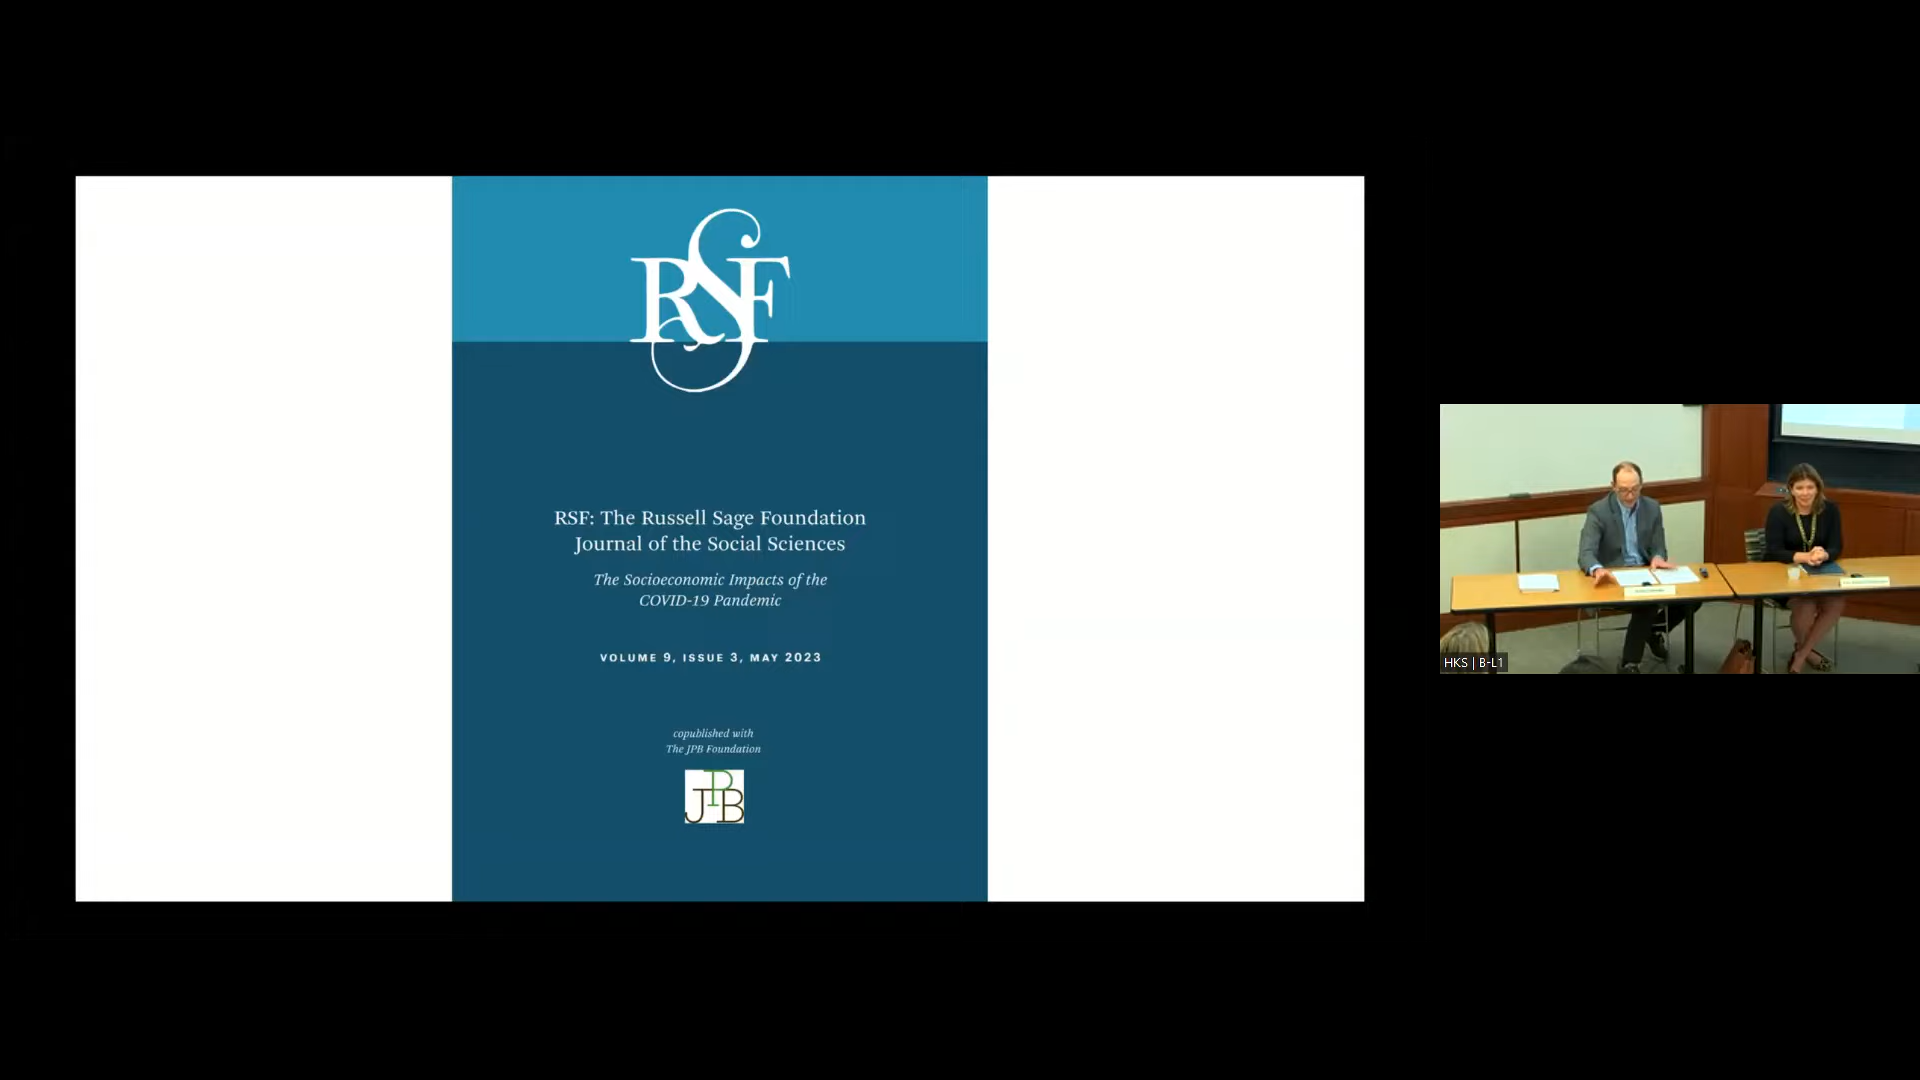 RSF
RSF: The Russell Sage Foundation
Journal of the Social Sciences
The Socioeconomic Impacts of the
COVID-19 Pandemic
VOLUME 9, ISSUE 3, MAY 2023
copublished with
The JPB Foundation
JPB
HKS | B-L1